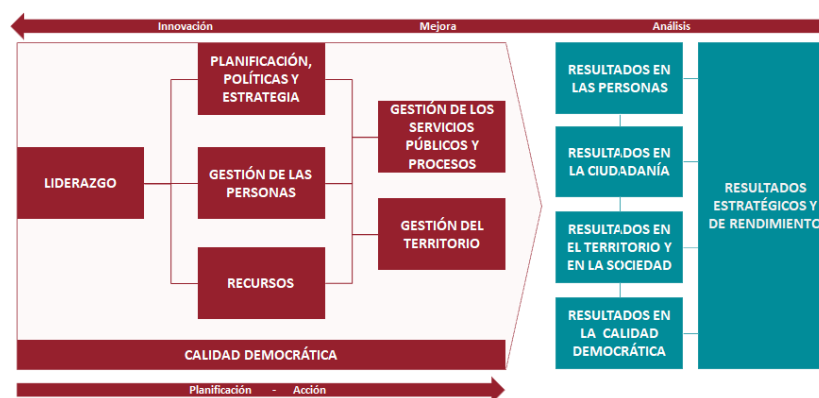 Innovación Mejora Análisis
PLANIFICACIÓN,
POLÍTICAS Y
ESTRATEGIA
LIDERAZGO
GESTIÓN DE LAS
PERSONAS
RECURSOS
GESTIÓN DE LOS
SERVICIOS
PÚBLICOS Y
PROCESOS
GESTIÓN DEL
TERRITORIO
CALIDAD DEMOCRÁTICA
Planificación - Acción
RESULTADOS EN
LAS PERSONAS
RESULTADOS EN
LA CIUDADANÍA
RESULTADOS EN
EL TERRITORIO Y
EN LA SOCIEDAD
RESULTADOS EN
LA CALIDAD
DEMOCRÁTICA
RESULTADOS
ESTRATÉGICOS Y
DE RENDIMIENTO